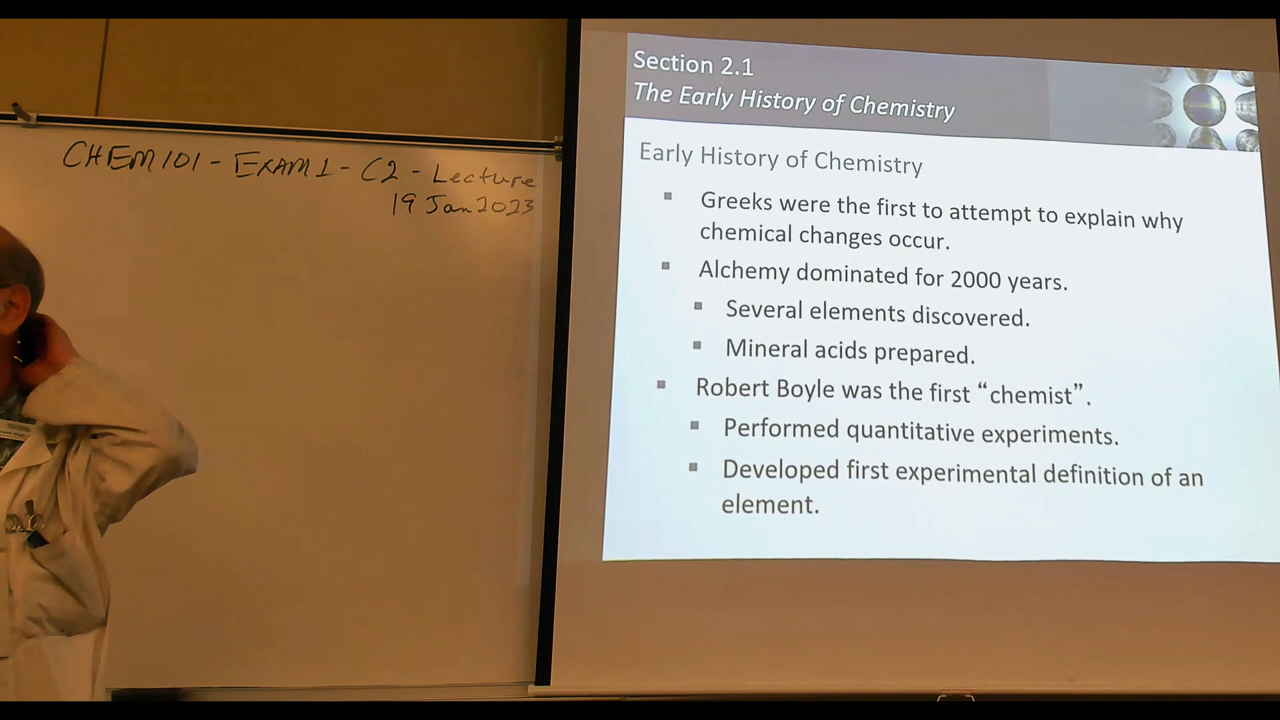 CHEM 101 - EXAM 1 - C2 - Lecture
19 Jan 2023
Section 2.1
The Early History of Chemistry
Early History of Chemistry
▪ Greeks were the first to attempt to explain why
chemical changes occur.
▪ Alchemy dominated for 2000 years.
▪ Several elements discovered.
▪ Mineral acids prepared.
▪ Robert Boyle was the first “chemist”.
▪ Performed quantitative experiments.
▪ Developed first experimental definition of an
element.